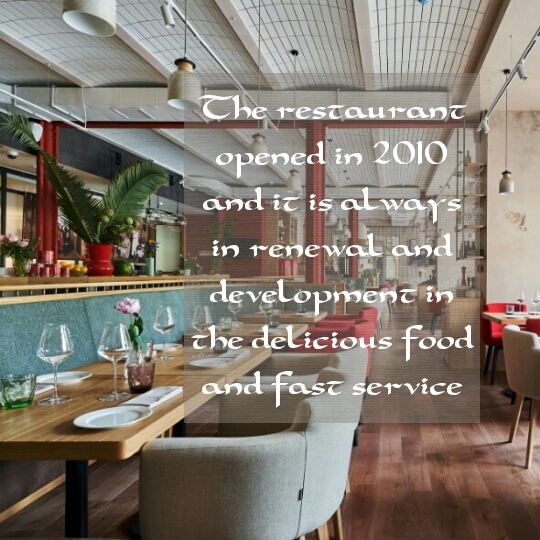 The restaurant
opened in 2010
and it is always
in renewal and
development in
the delicious food
and fast service